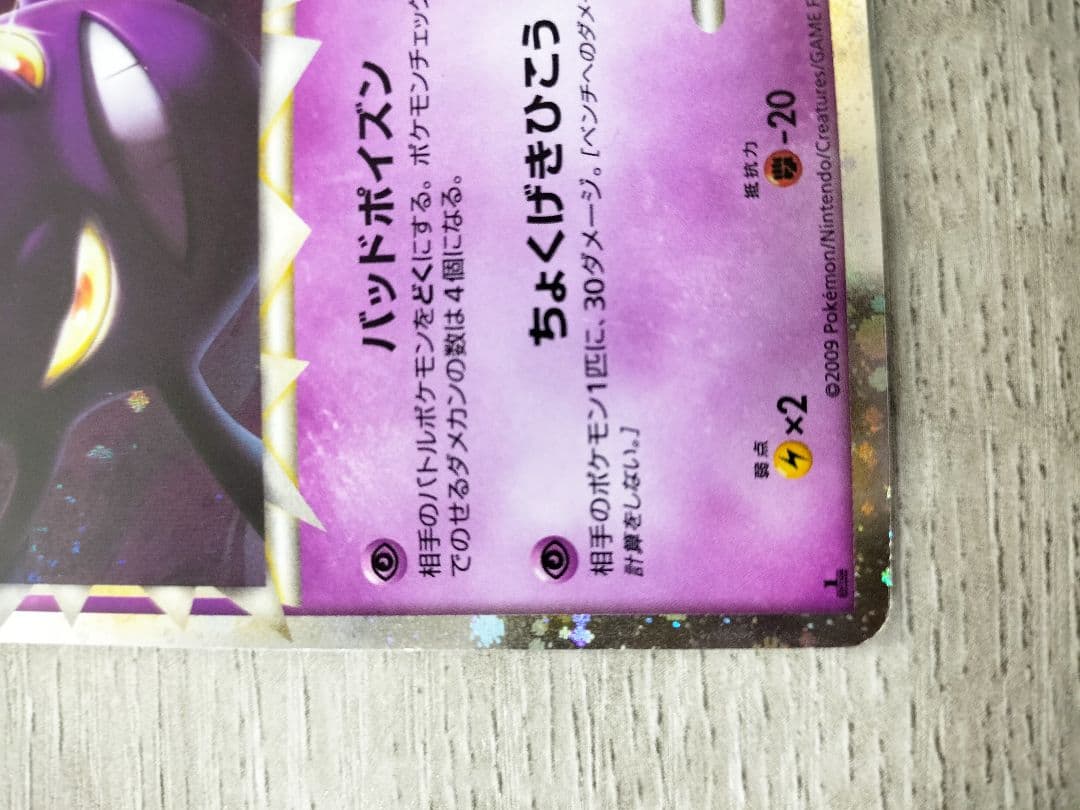 バッドポイズン
相手のバトルポケモンをどくにする。ポケモンチェック
でのせるダメカンの数は4個になる。
ちょくげきひこう
相手のポケモン1匹に、30ダメージ。[ベンチへのダメ
計算をしない。]
弱点
×2
抵抗力
-20
©2009 Pokémon/Nintendo/Creatures/GAME F
1